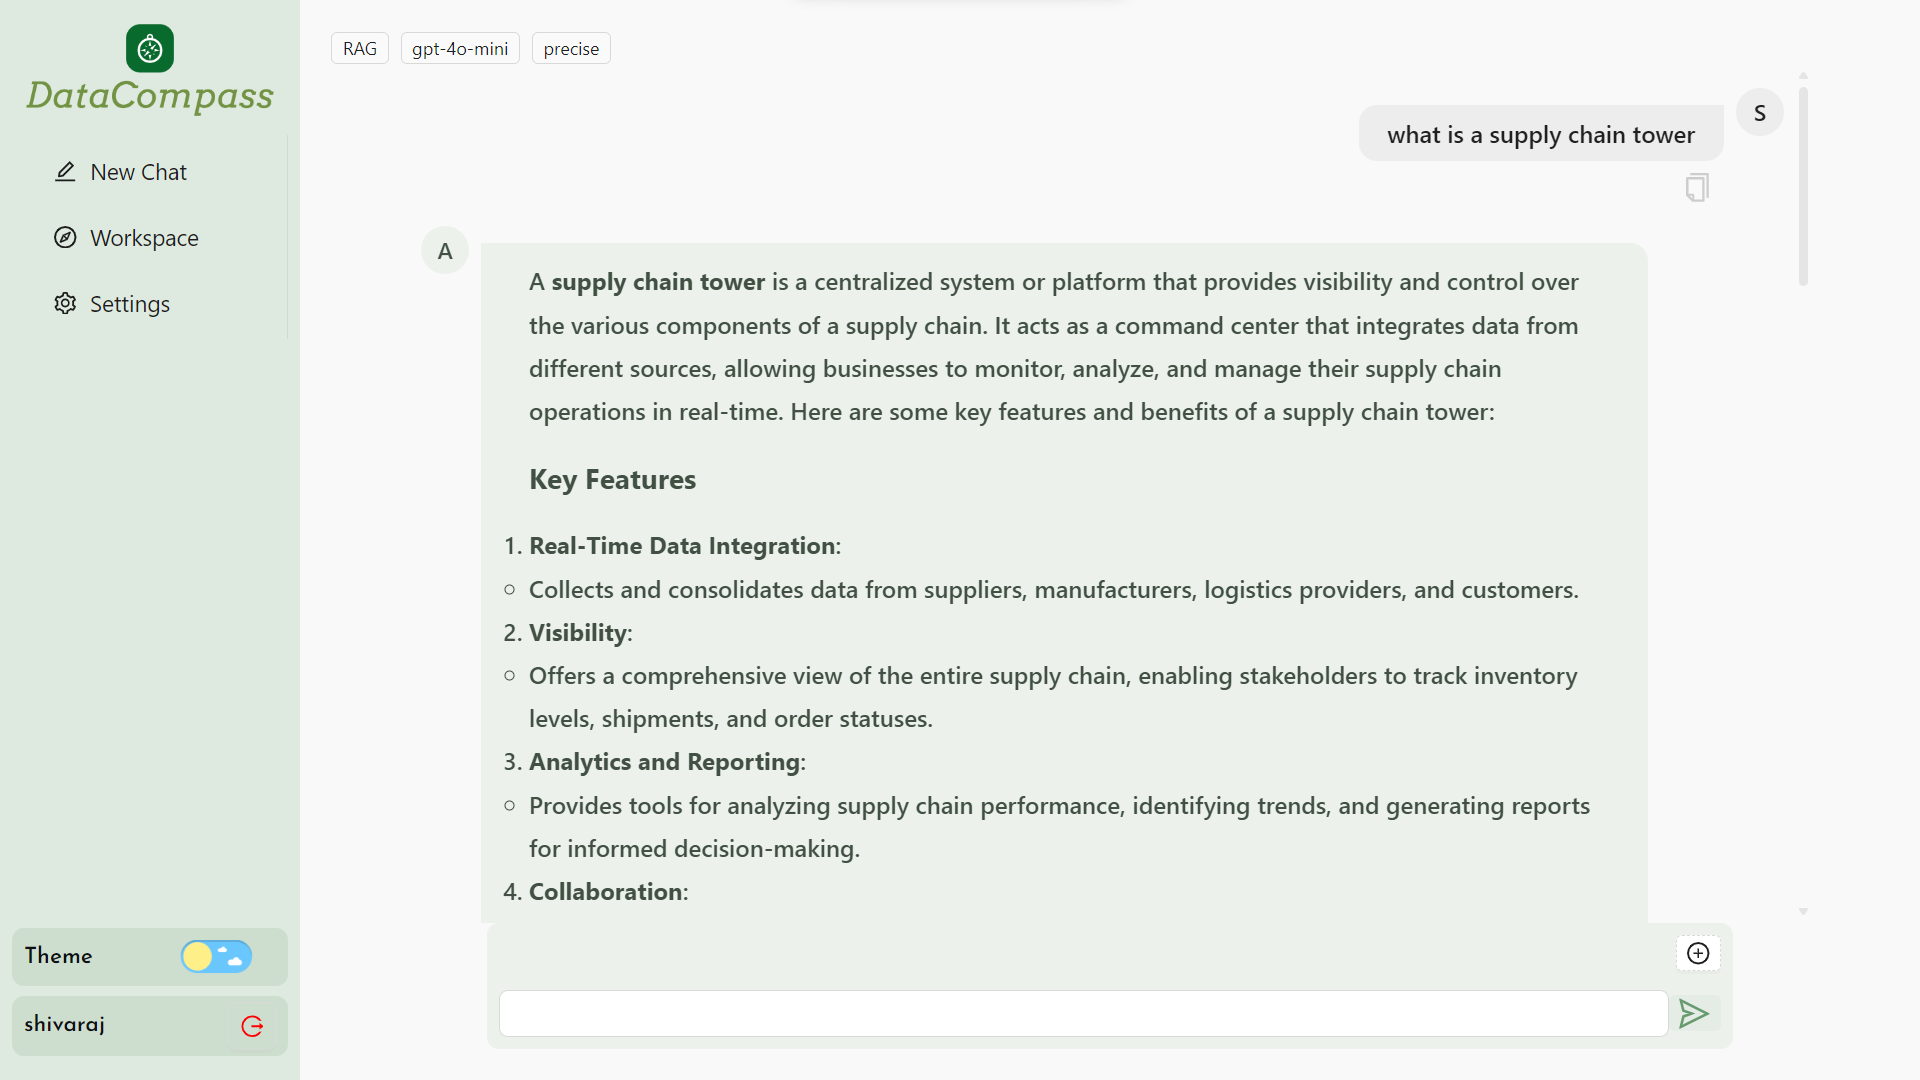 DataCompass
New Chat
Workspace
Settings
Theme
shivaraj
RAG
gpt-4o-mini
precise
S
what is a supply chain tower
A
A supply chain tower is a centralized system or platform that provides visibility and control over
the various components of a supply chain. It acts as a command center that integrates data from
different sources, allowing businesses to monitor, analyze, and manage their supply chain
operations in real-time. Here are some key features and benefits of a supply chain tower:
Key Features
1. Real-Time Data Integration:
○ Collects and consolidates data from suppliers, manufacturers, logistics providers, and customers.
2. Visibility:
○ Offers a comprehensive view of the entire supply chain, enabling stakeholders to track inventory
levels, shipments, and order statuses.
3. Analytics and Reporting:
○ Provides tools for analyzing supply chain performance, identifying trends, and generating reports
for informed decision-making.
4. Collaboration: